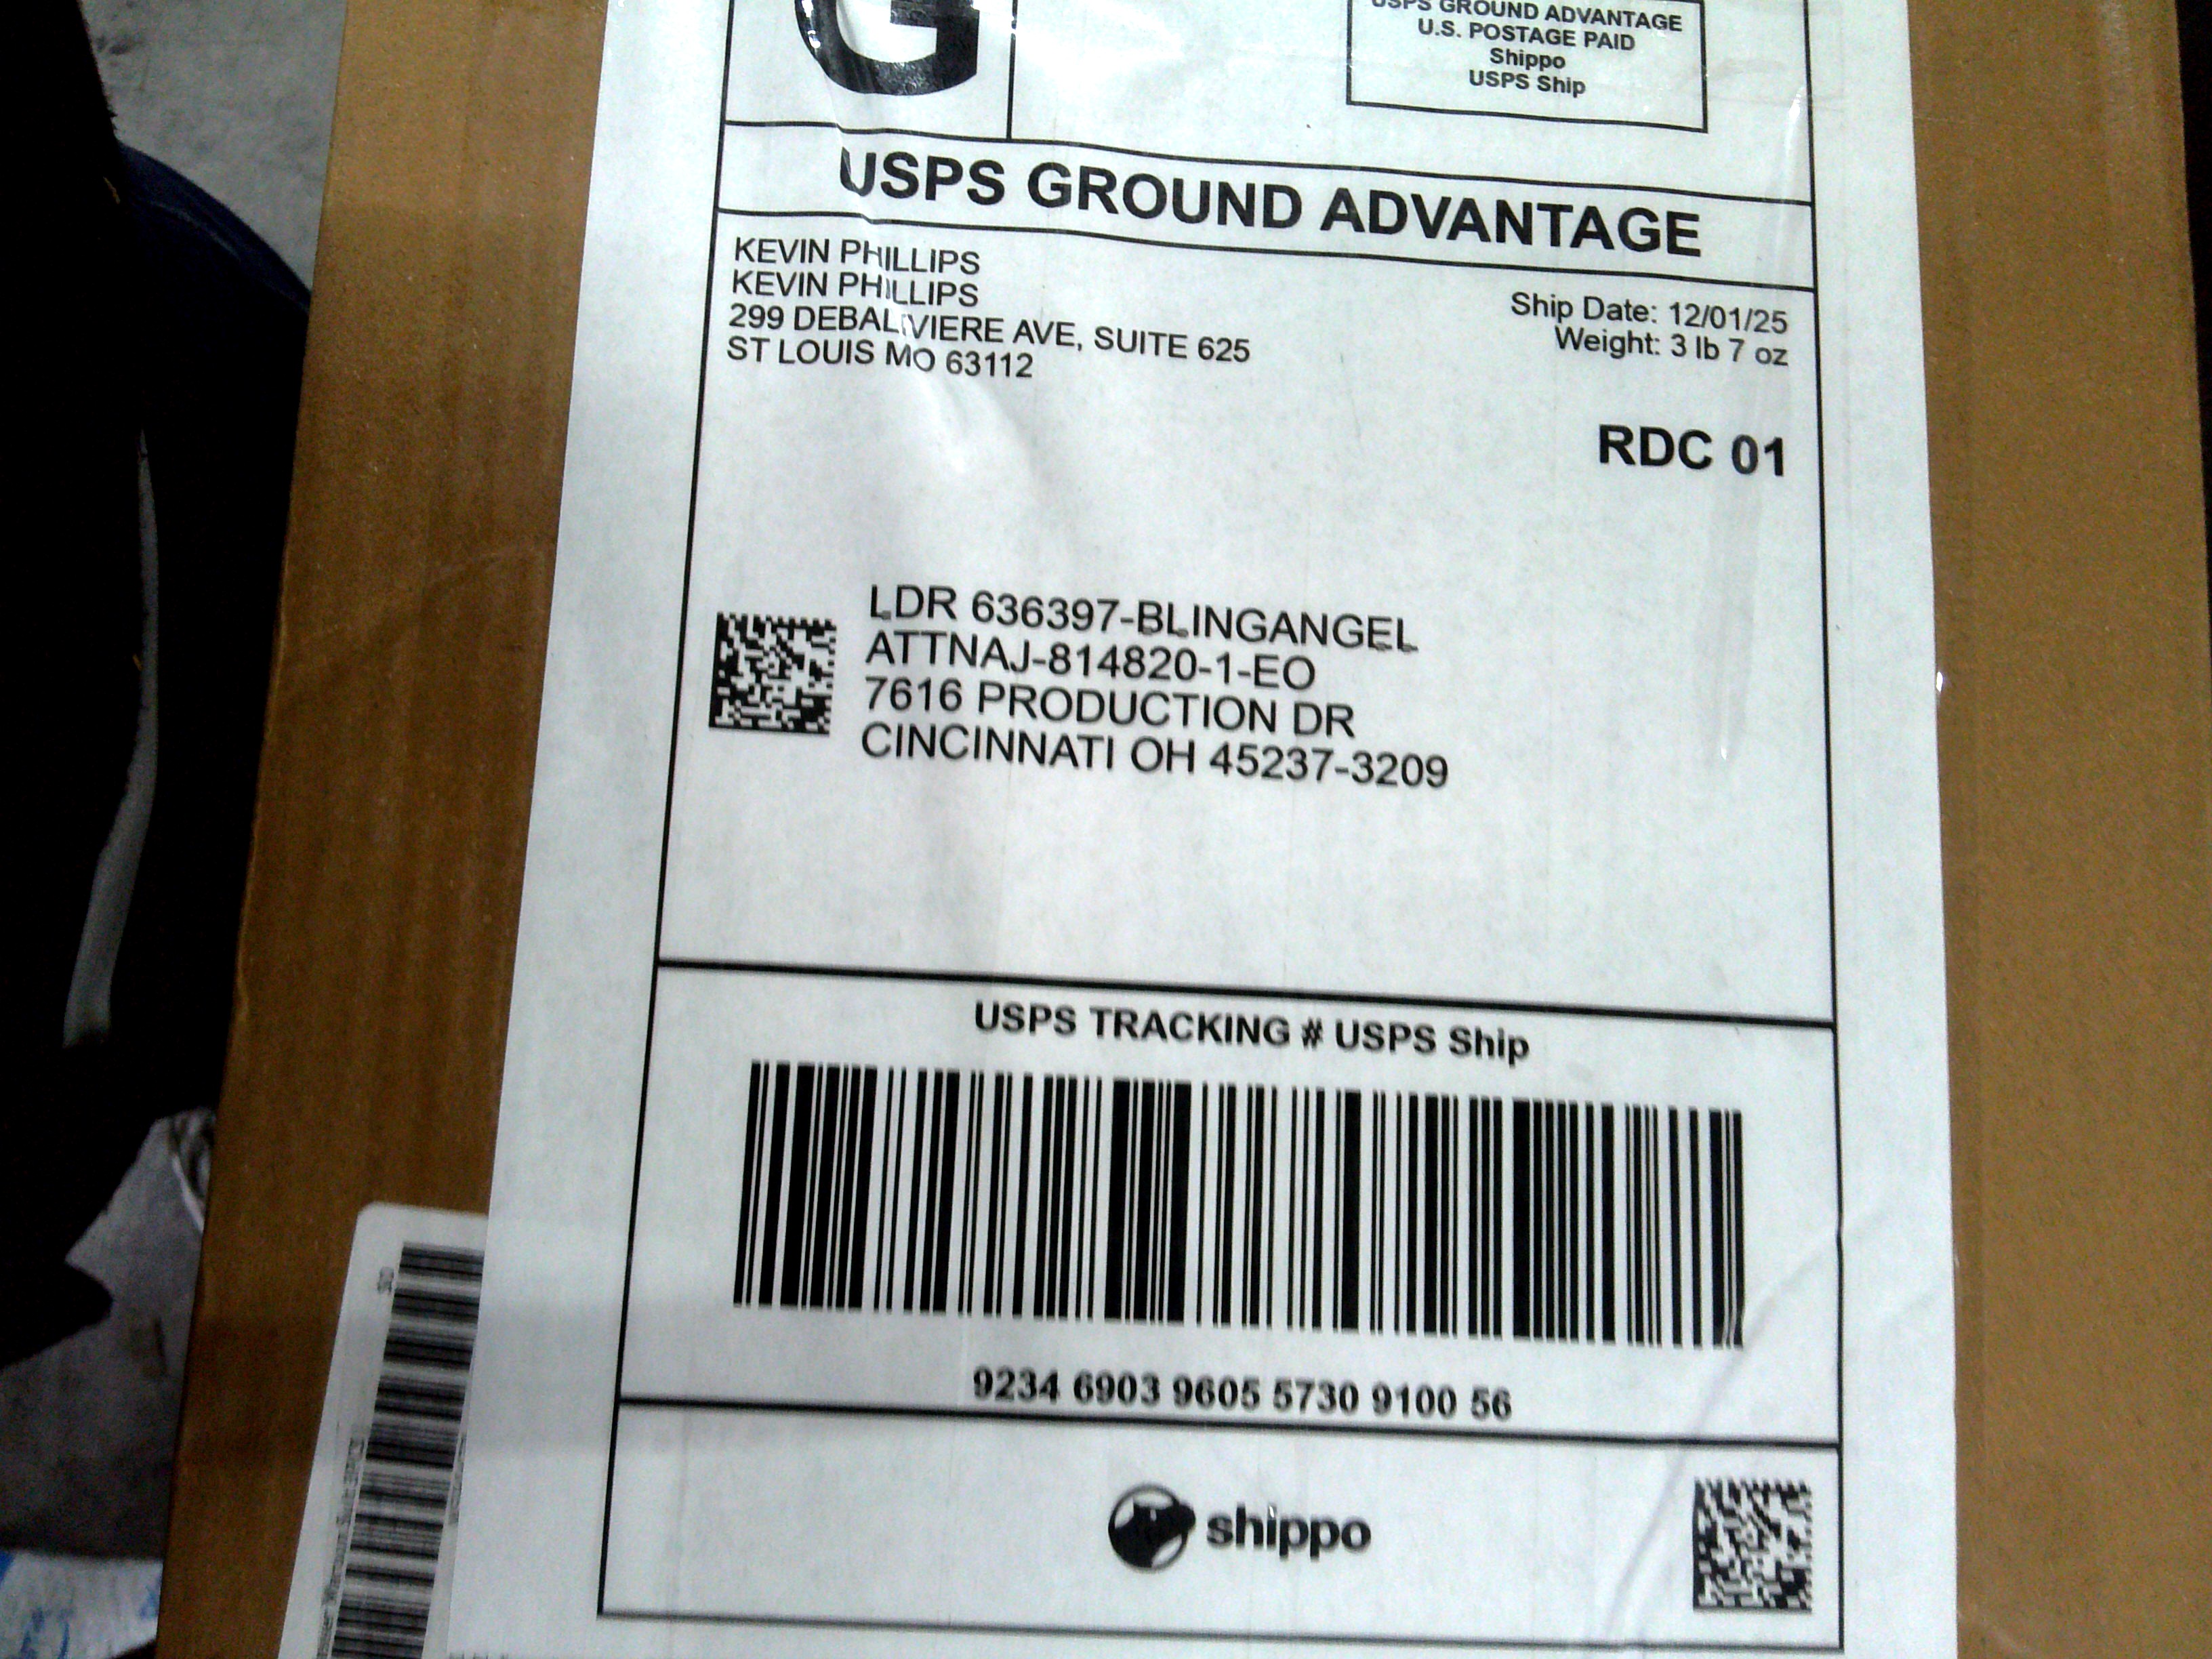 G
USPS GROUND ADVANTAGE
U.S. POSTAGE PAID
Shippo
USPS Ship
USPS GROUND ADVANTAGE
KEVIN PHILLIPS
KEVIN PHILLIPS
299 DEBALIVIERE AVE, SUITE 625
ST LOUIS MO 63112
Ship Date: 12/01/25
Weight: 3 lb 7 oz
RDC 01
LDR 636397-BLINGANGEL
ATTNAJ-814820-1-EO
7616 PRODUCTION DR
CINCINNATI OH 45237-3209
USPS TRACKING # USPS Ship
9234 6903 9605 5730 9100 56
shippo